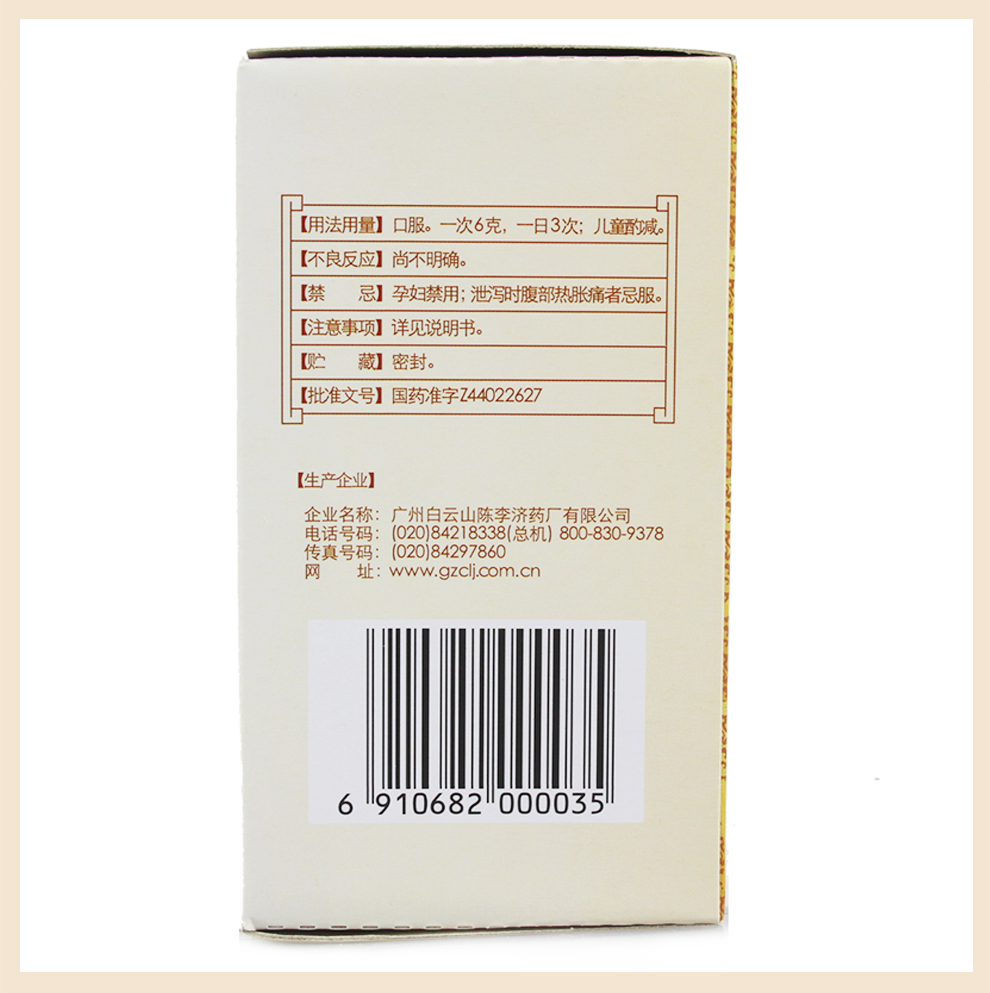 【用法用量】口服。一次6克，一日3次；儿童酌减。
【不良反应】尚不明确。
【禁　　忌】孕妇禁用；泄泻时腹部热胀痛者忌服。
【注意事项】详见说明书。
【贮　　藏】密封。
【批准文号】国药准字Z44022627
【生产企业】
企业名称：广州白云山陈李济药厂有限公司
电话号码：(020)84218338(总机) 800-830-9378
传真号码：(020)84297860
网　　址：www.gzclj.com.cn
6 910682 000035